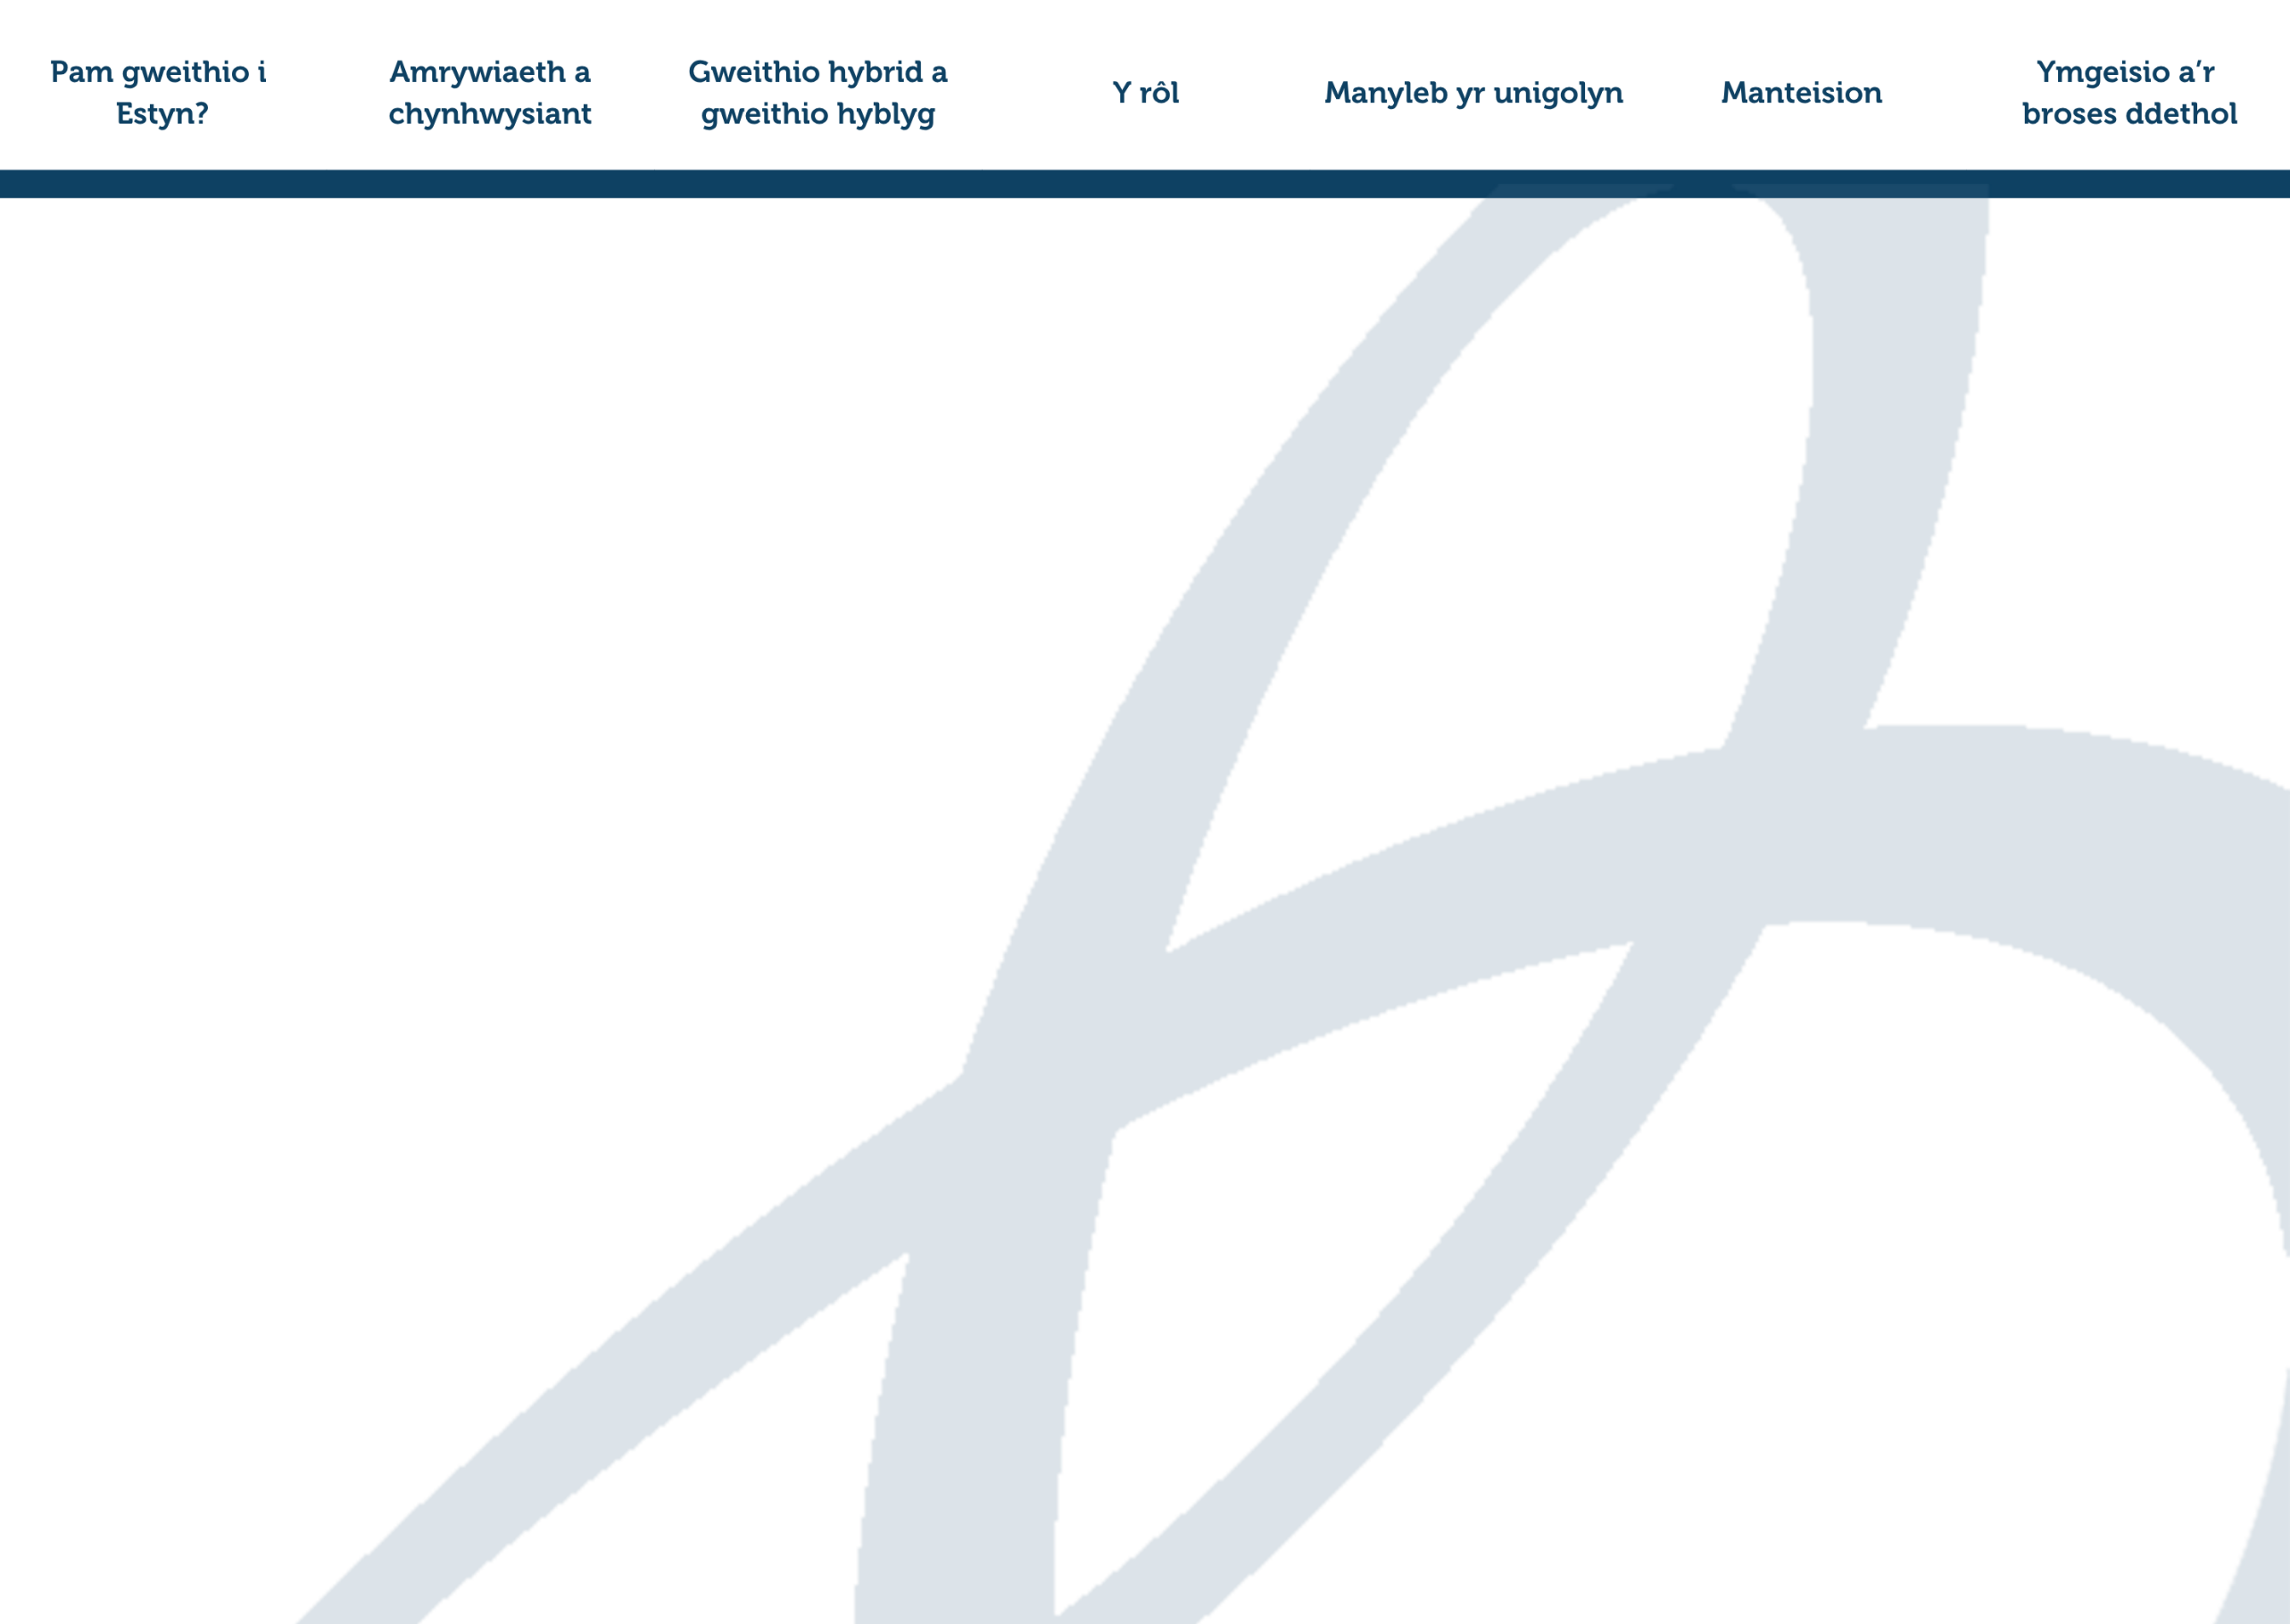 Pam gweithio i
Estyn?
Amrywiaeth a
chynhwysiant
Gweithio hybrid a
gweithio hyblyg
Y rôl
Manyleb yr unigolyn
Manteision
Ymgeisio a’r
broses ddethol